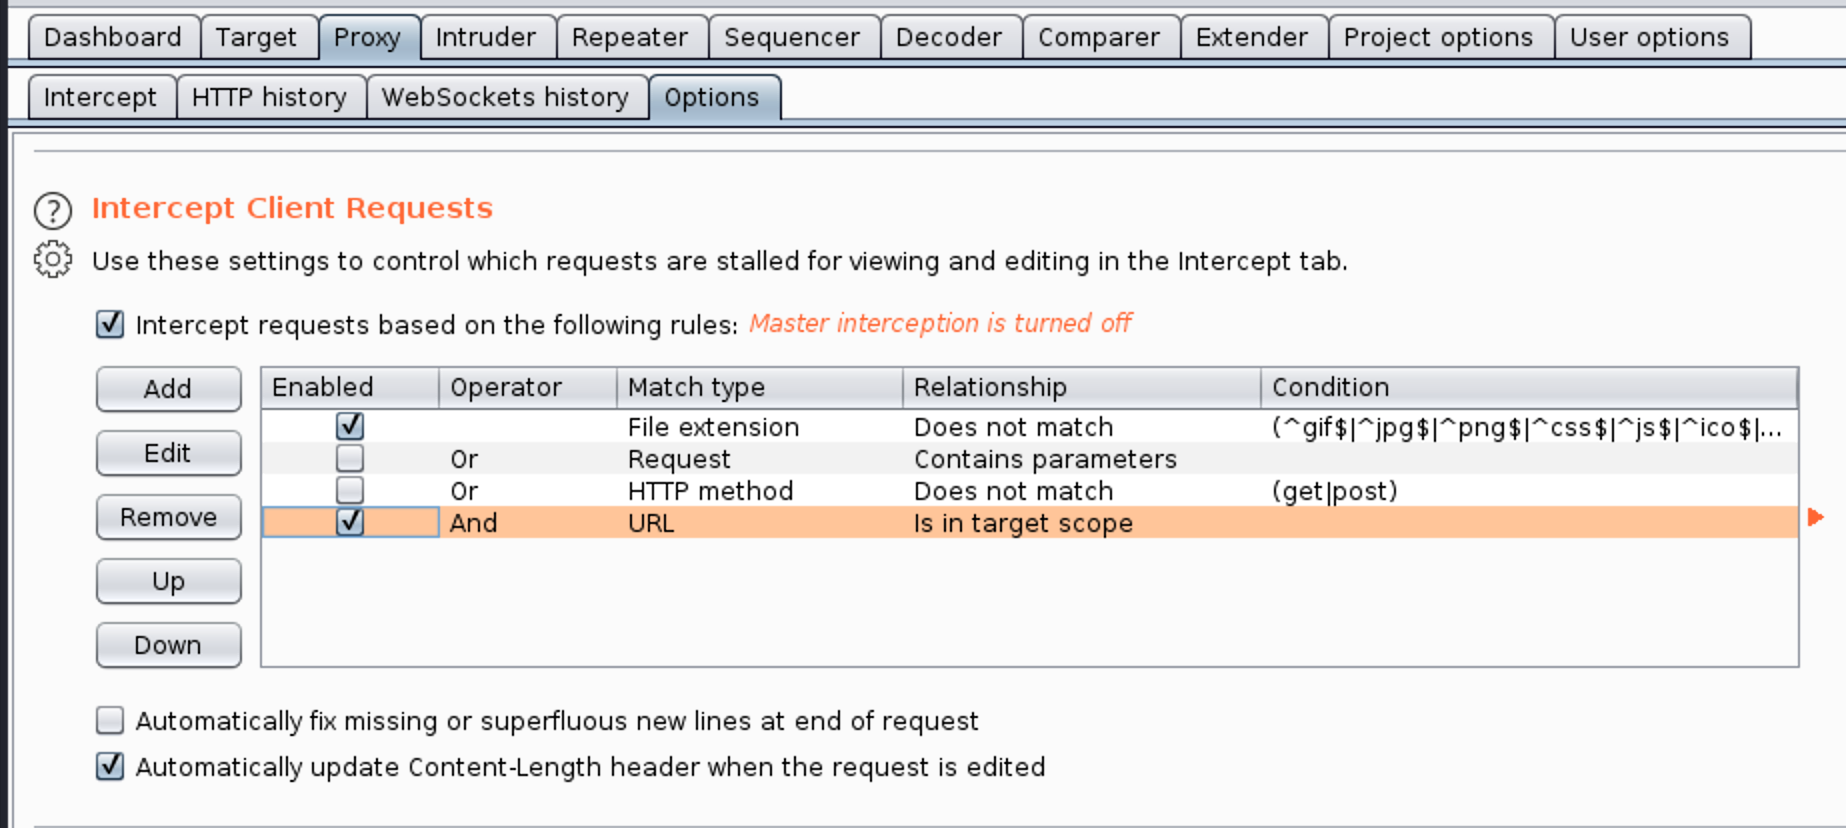 Dashboard Target Proxy Intruder Repeater Sequencer Decoder Comparer Extender Project options User options
Intercept HTTP history WebSockets history Options
? Intercept Client Requests
Use these settings to control which requests are stalled for viewing and editing in the Intercept tab.
Intercept requests based on the following rules: Master interception is turned off
Add
Edit
Remove
Up
Down
Enabled Operator Match type Relationship Condition
File extension Does not match (^gif$|^jpg$|^png$|^css$|^js$|^ico$|...
Or Request Contains parameters
Or HTTP method Does not match (get|post)
And URL Is in target scope
Automatically fix missing or superfluous new lines at end of request
Automatically update Content-Length header when the request is edited